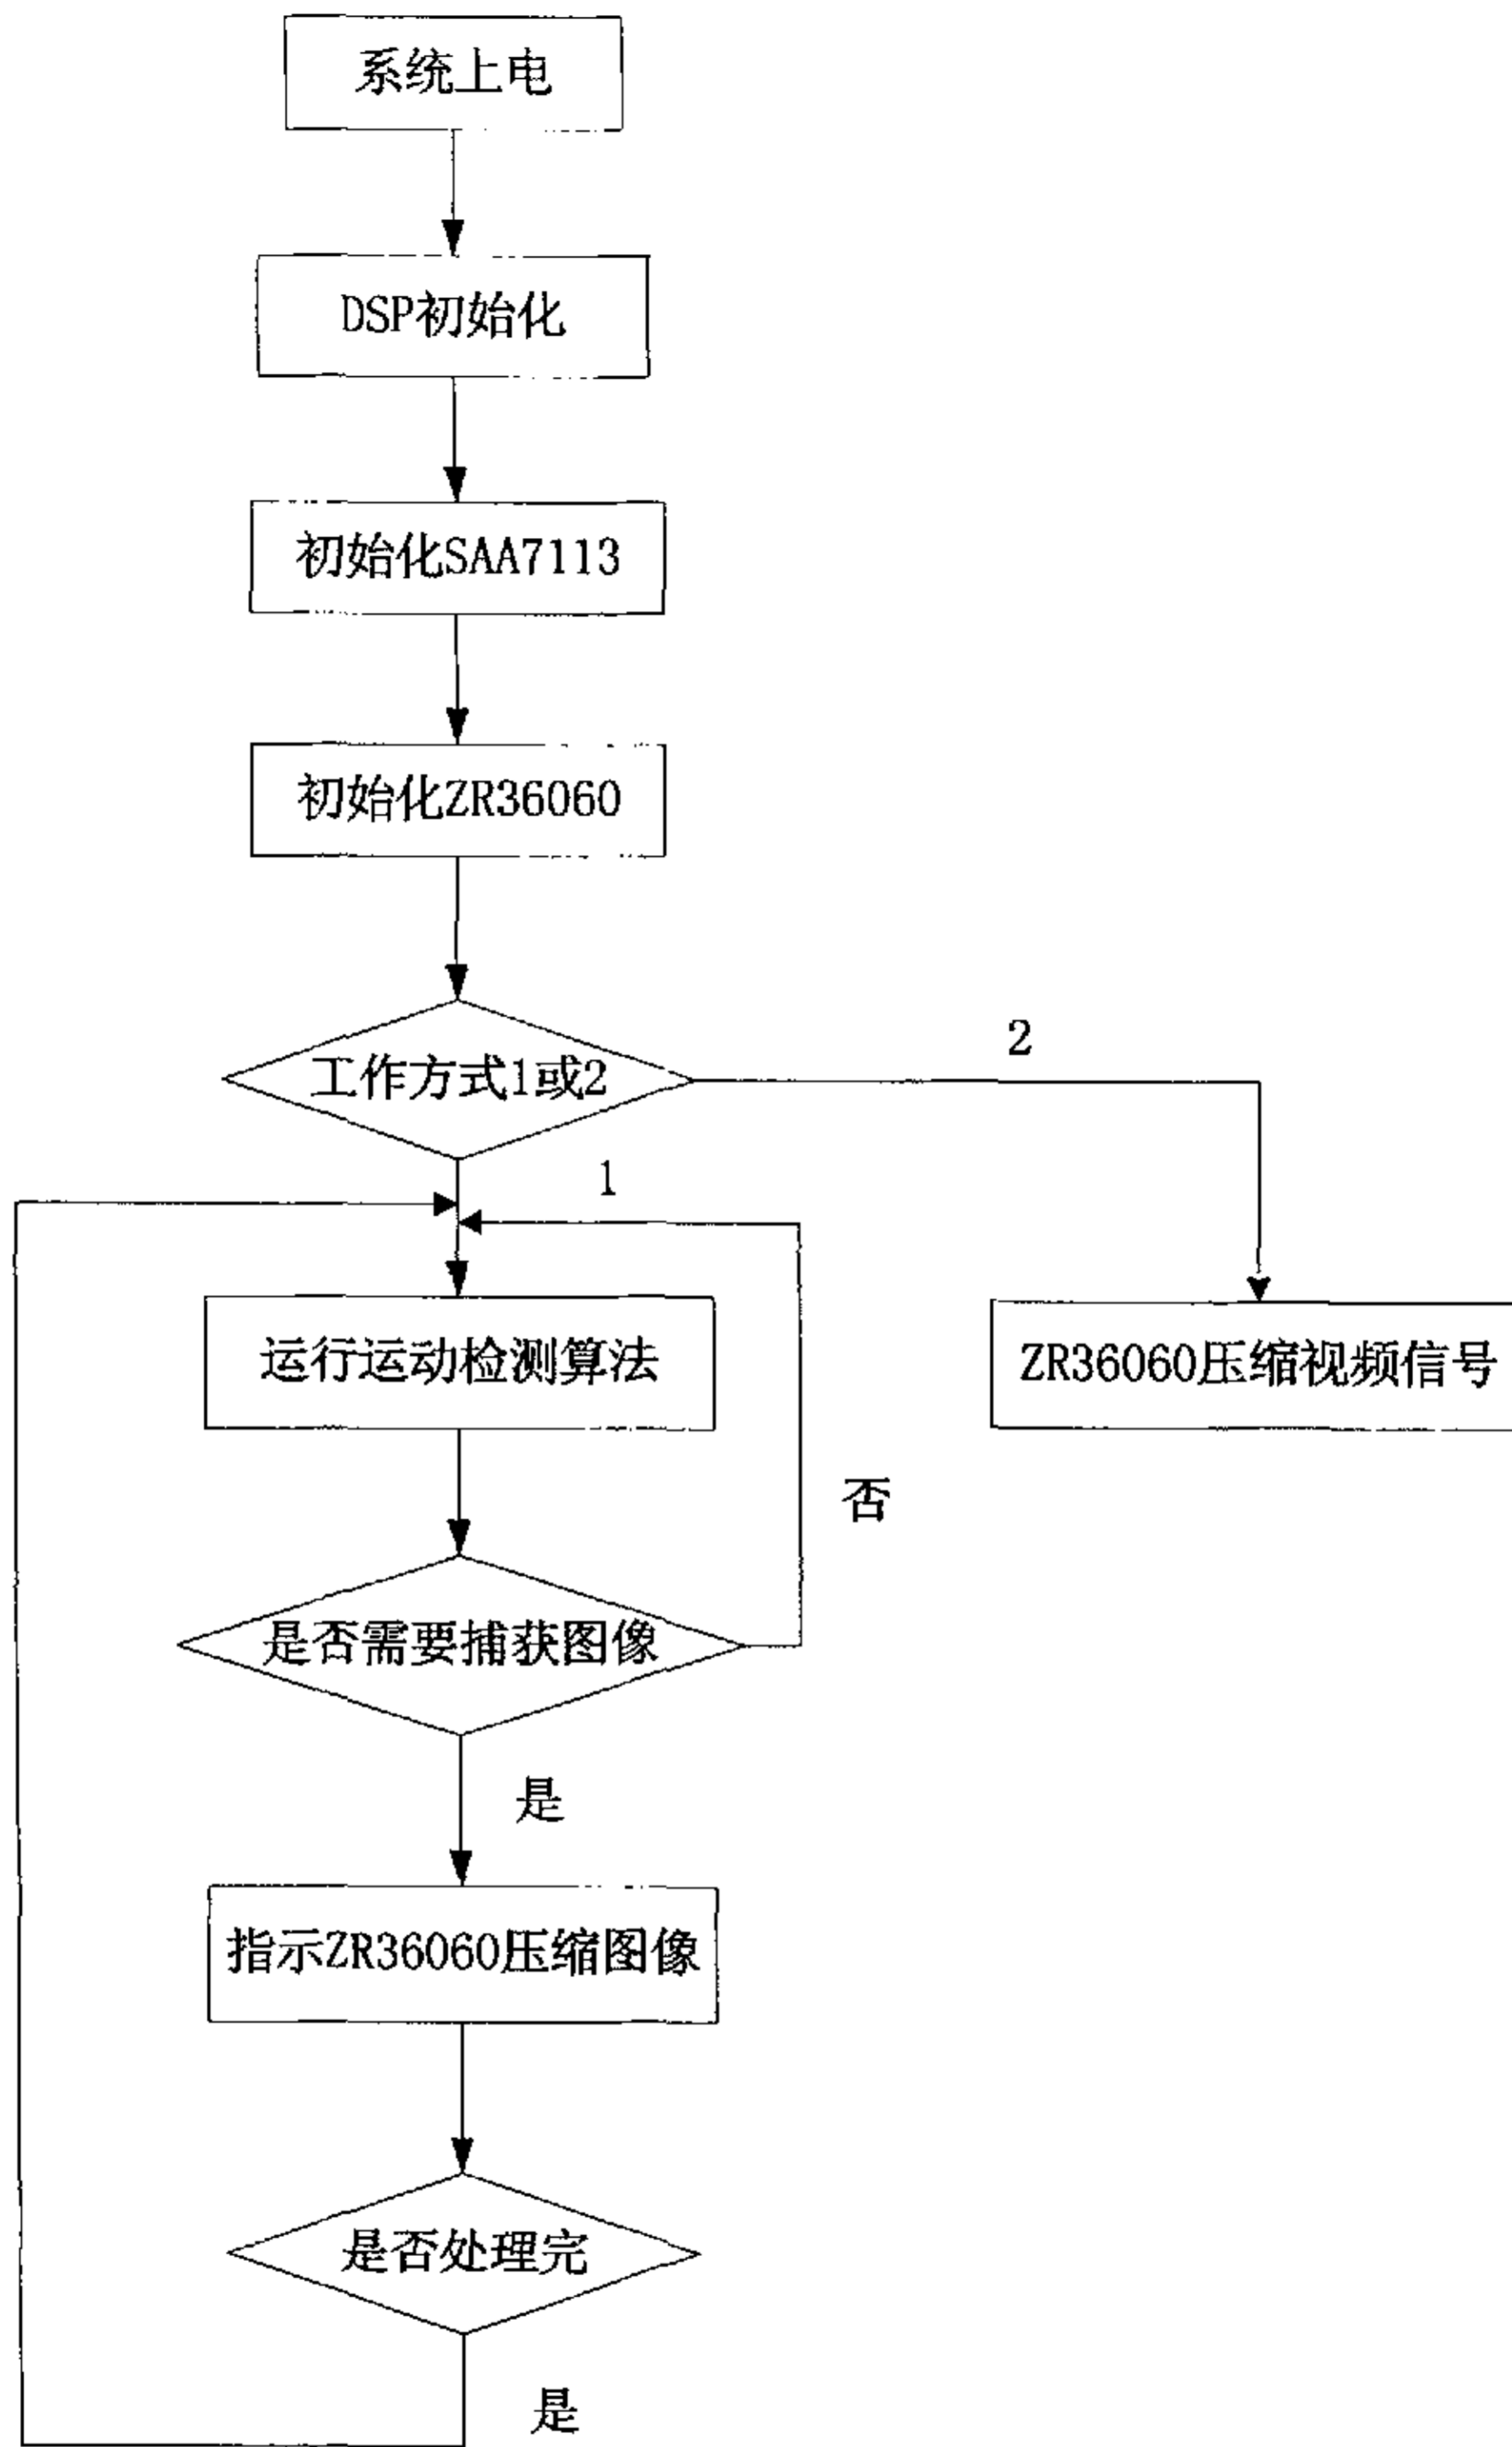 系统上电
DSP初始化
初始化SAA7113
初始化ZR36060
工作方式1或2
2
1
运行运动检测算法
ZR36060压缩视频信号
否
是否需要捕获图像
是
指示ZR36060压缩图像
是否处理完
是